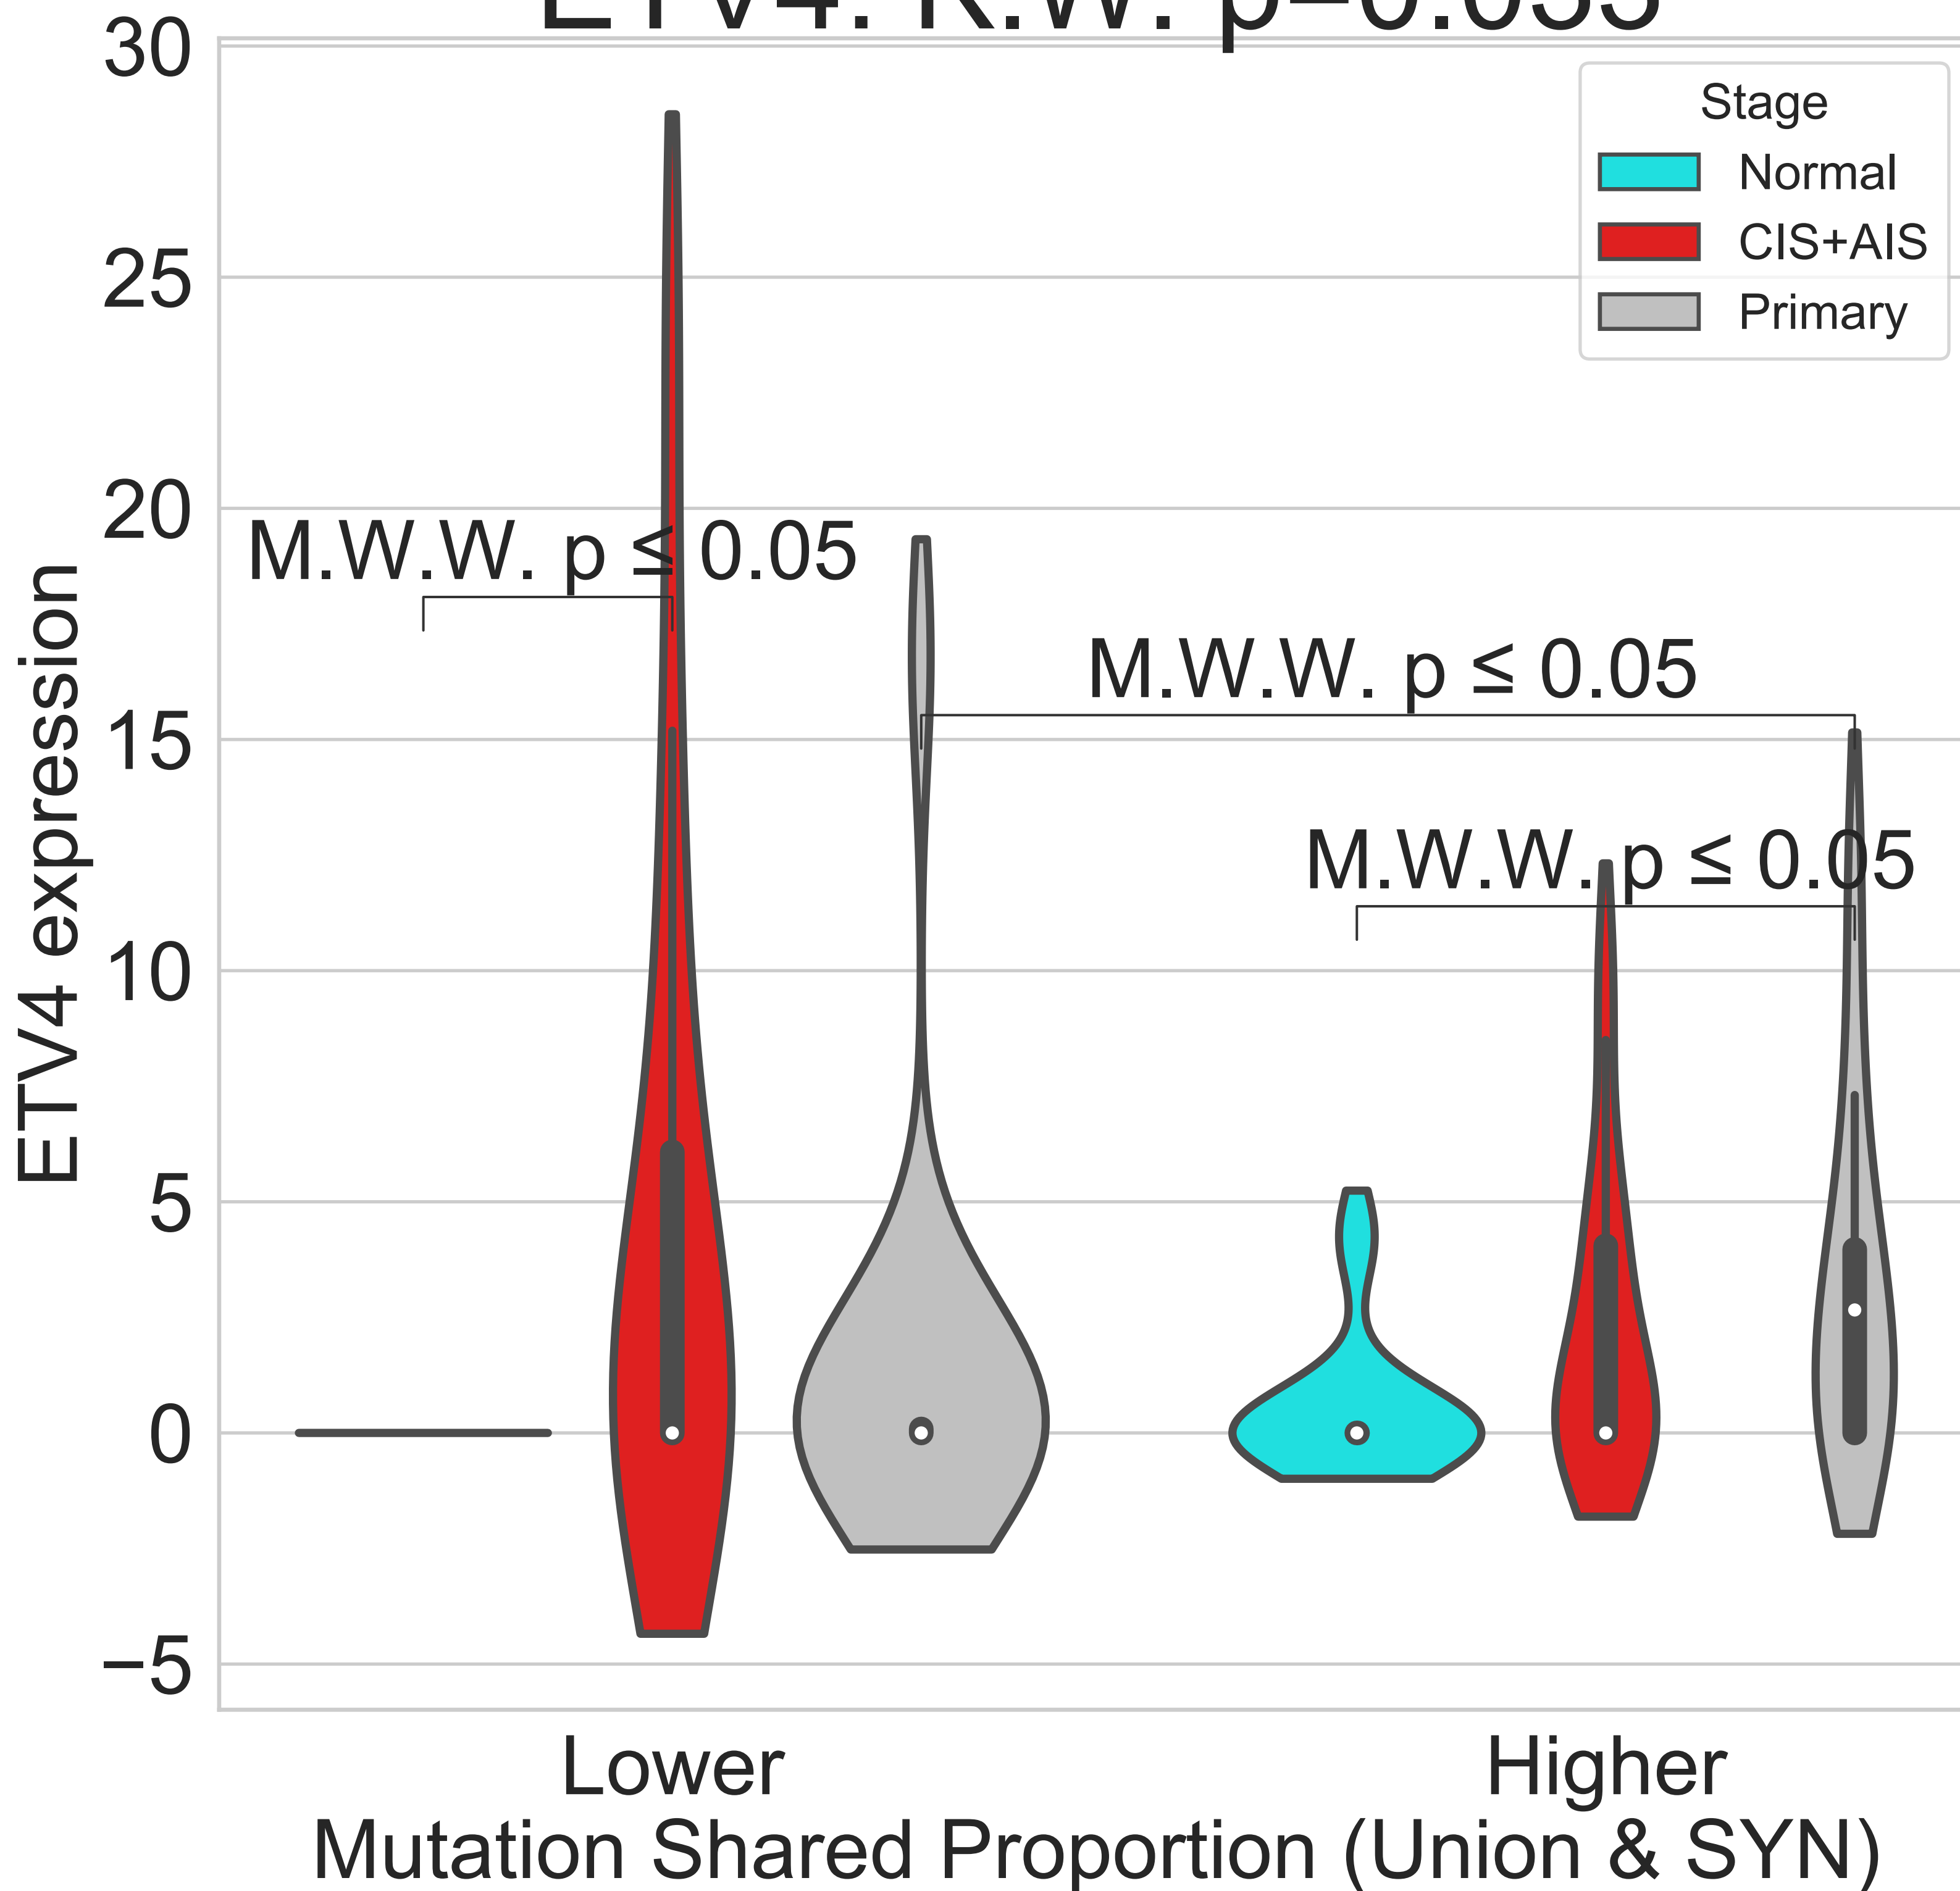 ETV4: K.W.
30
25
20
15
10
5
0
−5
ETV4 expression
Stage
Normal
CIS+AIS
Primary
M.W.W. p ≤ 0.05
M.W.W. p ≤ 0.05
M.W.W. p ≤ 0.05
Lower
Higher
Mutation Shared Proportion (Union & SYN)